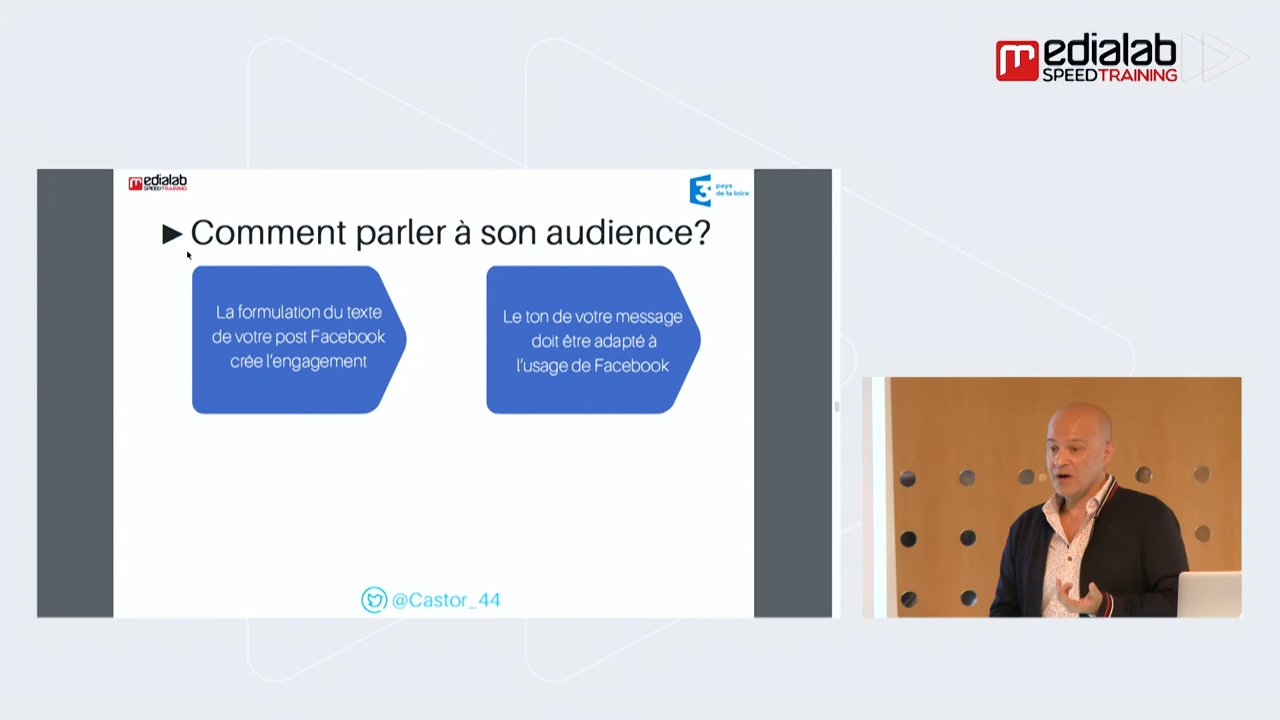 medialab
SPEEDTRAINING
medialab
SPEEDTRAINING
3 pays
de la loire
Comment parler à son audience?
La formulation du texte
de votre post Facebook
crée l'engagement
Le ton de votre message
doit être adapté à
l'usage de Facebook
@Castor_44